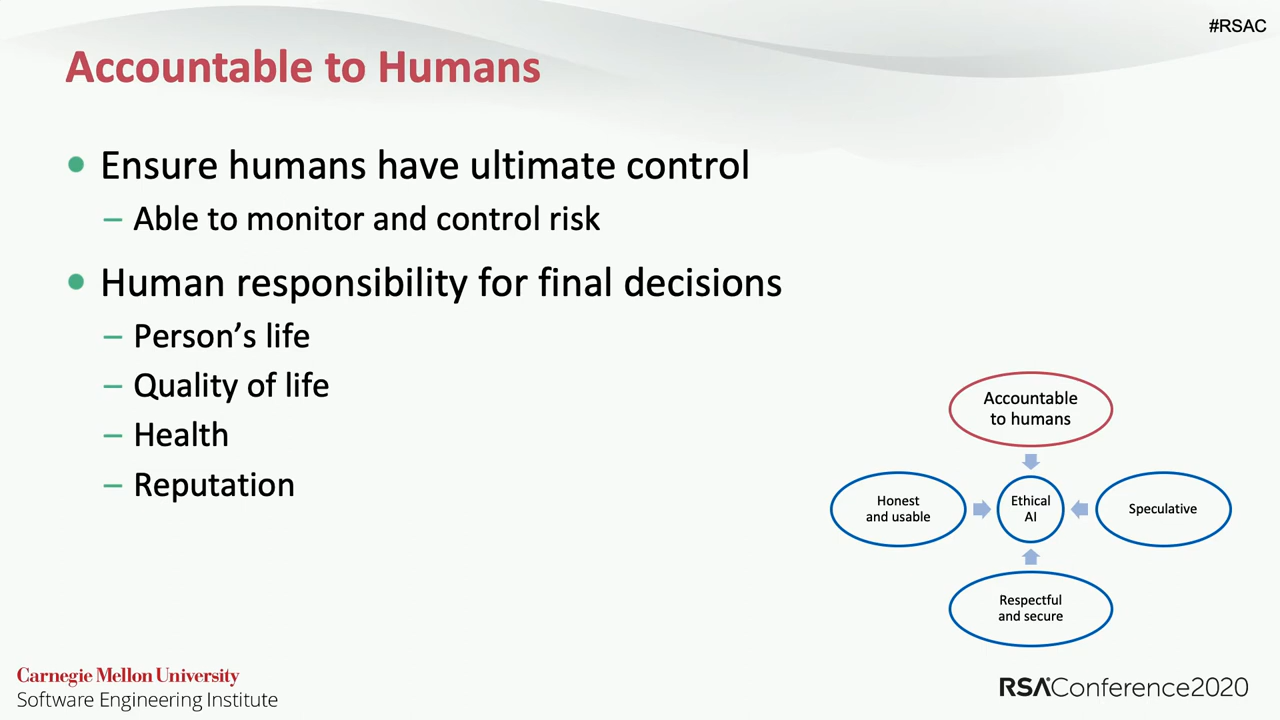 #RSAC
Accountable to Humans
• Ensure humans have ultimate control
– Able to monitor and control risk
• Human responsibility for final decisions
– Person’s life
– Quality of life
– Health
– Reputation
Accountable
to humans
Honest
and usable
Ethical
AI
Speculative
Respectful
and secure
Carnegie Mellon University
Software Engineering Institute
RSAConference2020